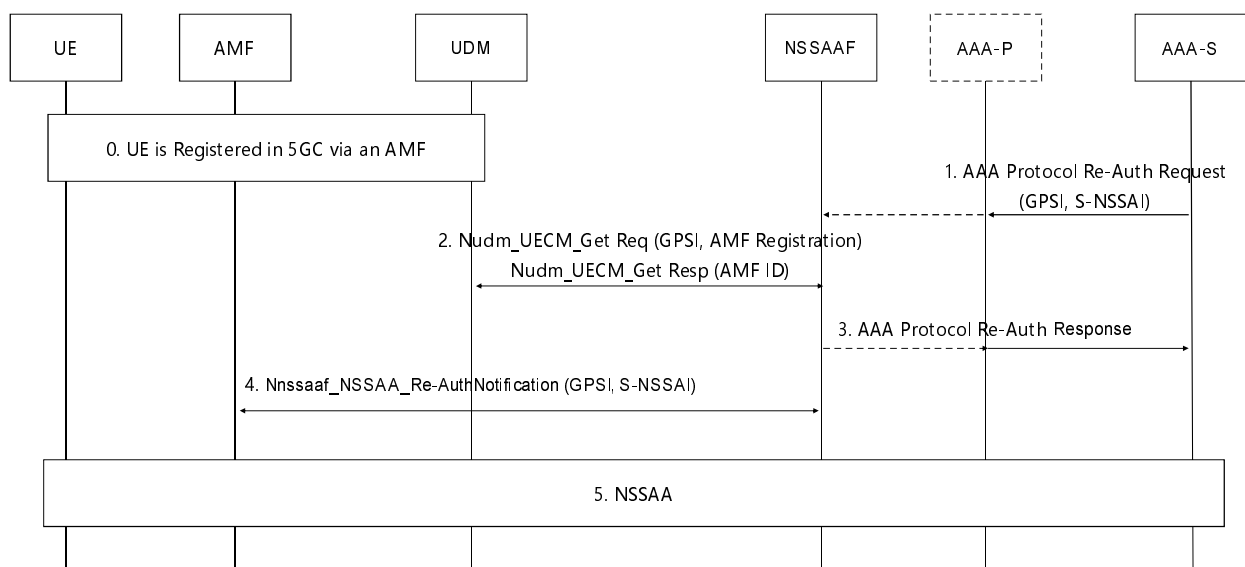 UE
AMF
UDM
NSSAAF
AAA-P
AAA-S
0. UE is Registered in 5GC via an AMF
1. AAA Protocol Re-Auth Request
(GPSI, S-NSSAI)
2. Nudm_UECM_Get Req (GPSI, AMF Registration)
Nudm_UECM_Get Resp (AMF ID)
3. AAA Protocol Re-Auth Response
4. Nnssaaf_NSSAA_Re-AuthNotification (GPSI, S-NSSAI)
5. NSSAA